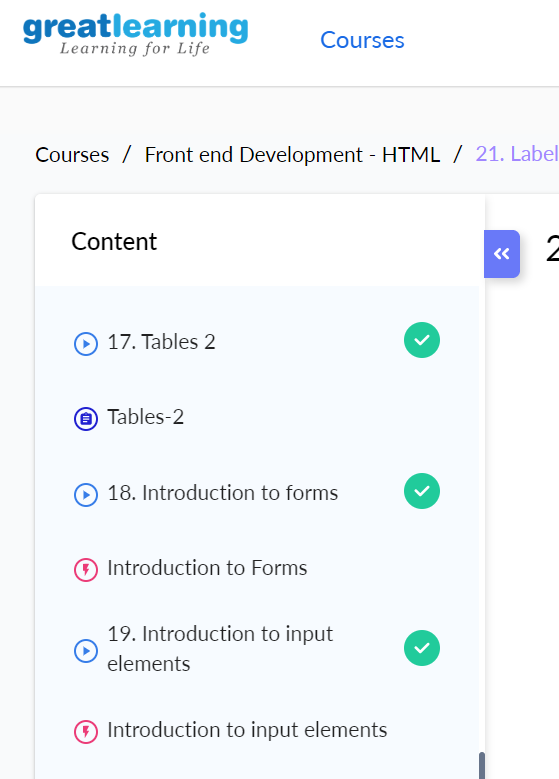 greatlearning
Learning for Life
Courses
Courses / Front end Development - HTML / 21. Label
Content
17. Tables 2
Tables-2
18. Introduction to forms
Introduction to Forms
19. Introduction to input
elements
Introduction to input elements